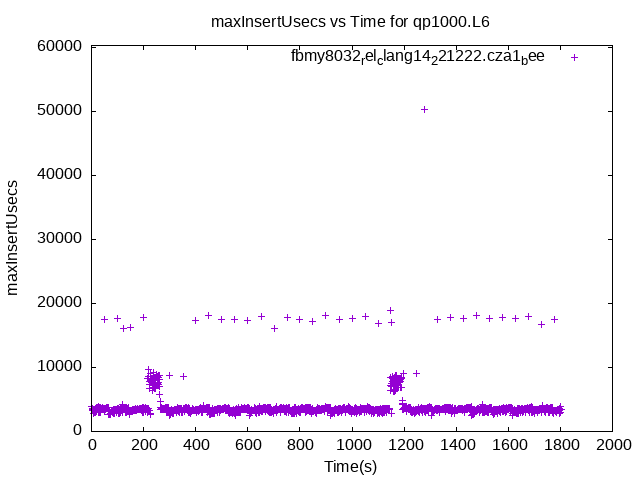 maxInsertUsecs vs Time for qp1000.L6
fbmy8032relclang14221222.cza1bee
60000
50000
40000
30000
20000
10000
0
maxInsertUsecs
0 200 400 600 800 1000 1200 1400 1600 1800 2000
Time(s)